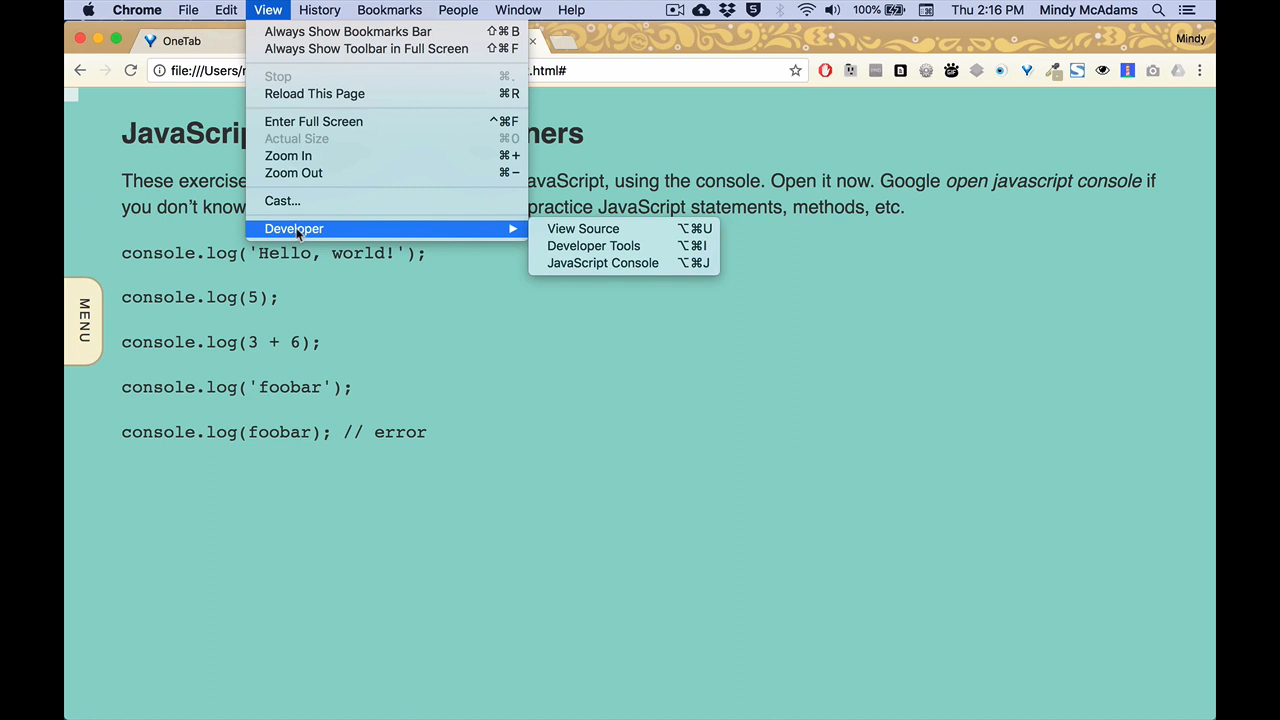 Chrome File Edit View History Bookmarks People Window Help 100% Thu 2:16 PM Mindy McAdams
OneTab × Mindy
file:///Users/ .html#
Always Show Bookmarks Bar ⇧⌘B
Always Show Toolbar in Full Screen ⇧⌘F
Stop ⌘.
Reload This Page ⌘R
Enter Full Screen ^⌘F
Actual Size ⌘0
Zoom In ⌘+
Zoom Out ⌘−
Cast...
Developer ▶
View Source ⌥⌘U
Developer Tools ⌥⌘I
JavaScript Console ⌥⌘J
These exercise avaScript, using the console. Open it now. Google open javascript console if
you don’t know practice JavaScript statements, methods, etc.
console.log('Hello, world!');
console.log(5);
console.log(3 + 6);
console.log('foobar');
console.log(foobar); // error
MENU